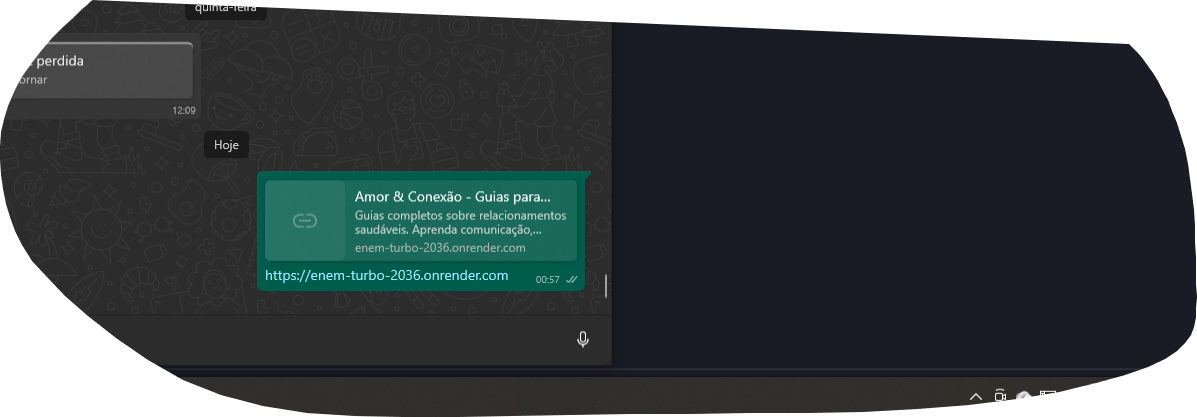 quinta-feira
perdida
ornar
12:09
Hoje
Amor & Conexão - Guias para...
Guias completos sobre relacionamentos
saudáveis. Aprenda comunicação,...
enem-turbo-2036.onrender.com
https://enem-turbo-2036.onrender.com
00:57